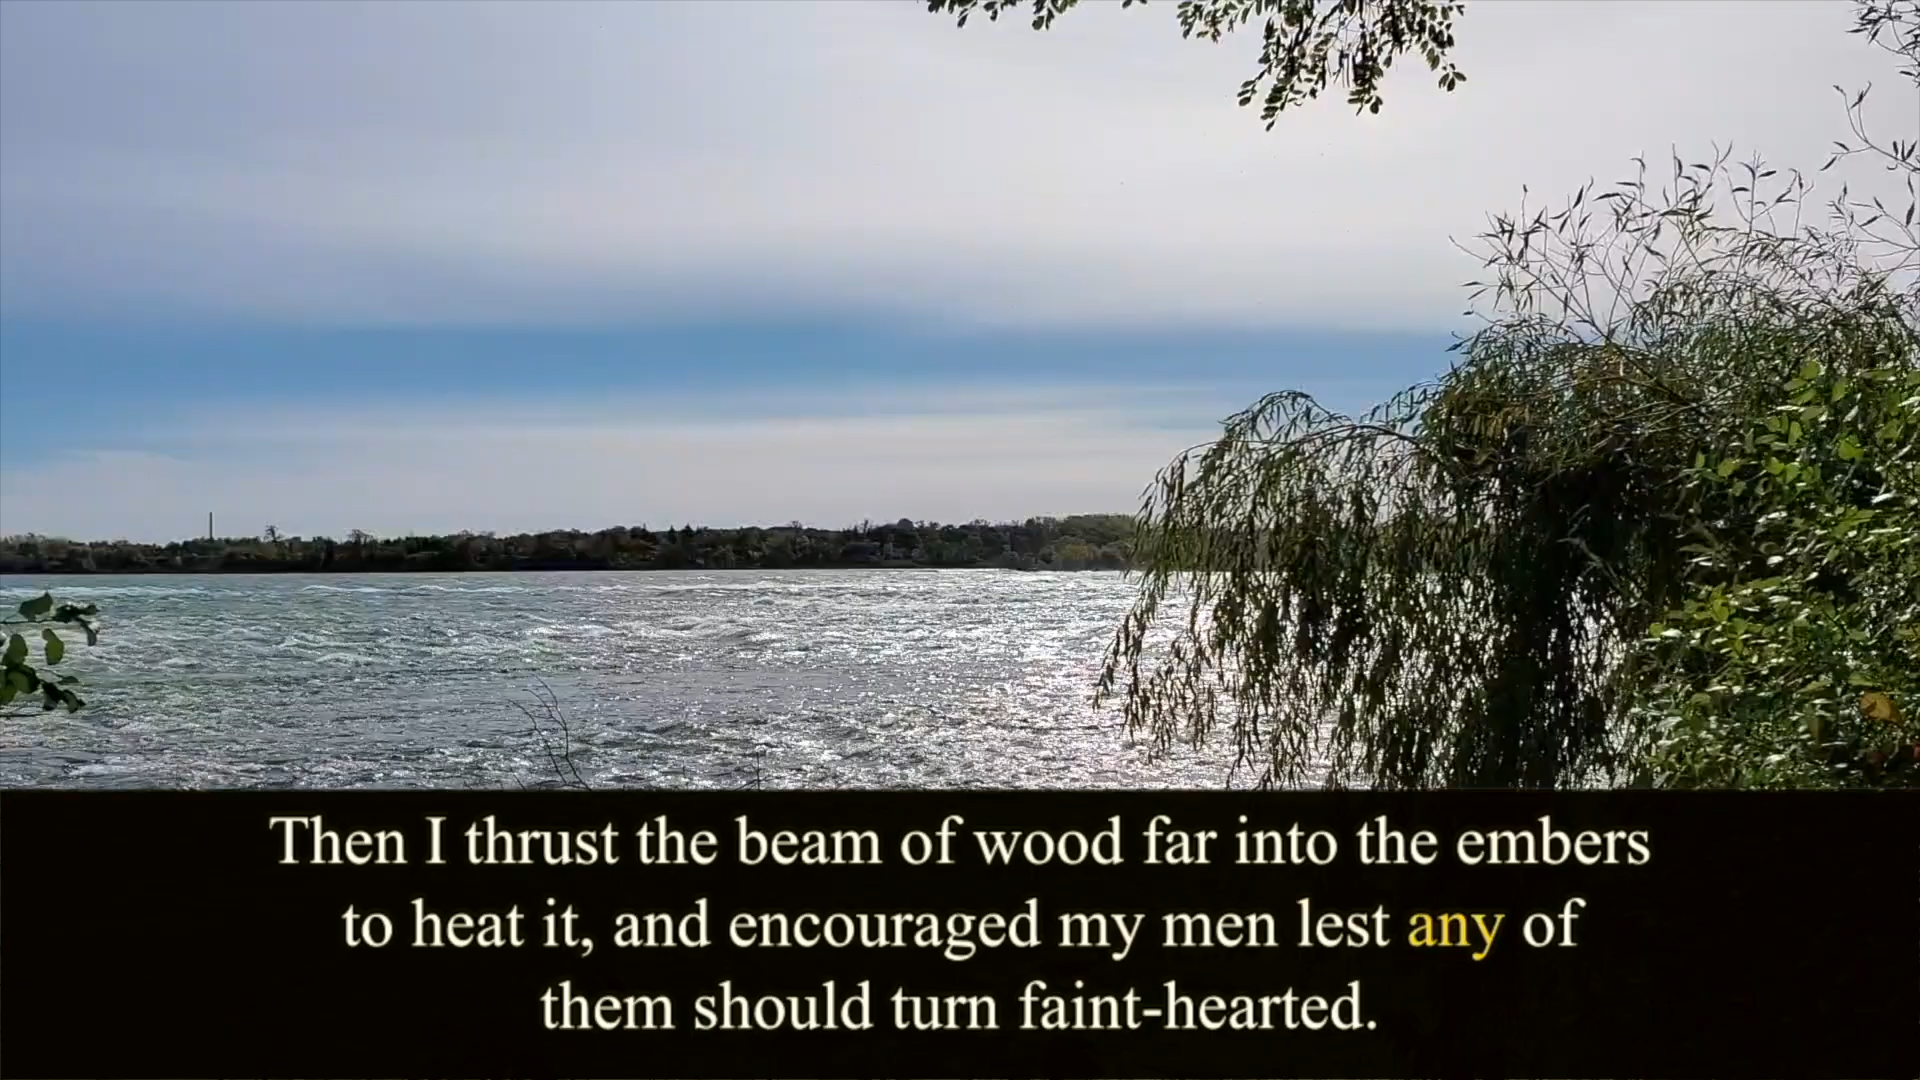 Then I thrust the beam of wood far into the embers
to heat it, and encouraged my men lest any of
them should turn faint-hearted.